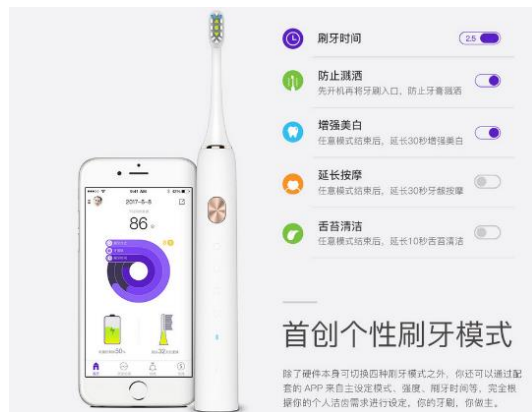 刷牙时间
2.5
防止溅洒
先开机再将牙刷入口，防止牙膏溅洒
增强美白
任意模式结束后，延长30秒增强美白
延长按摩
任意模式结束后，延长30秒牙龈按摩
舌苔清洁
任意模式结束后，延长10秒舌苔清洁
9:41 AM
2017-8-8
86
首创个性刷牙模式
除了硬件本身可切换四种刷牙模式之外，你还可以通过配
套的 APP 来自主设定模式、强度、刷牙时间等，完全根
据你的个人洁齿需求进行设定，你的牙刷，你做主。